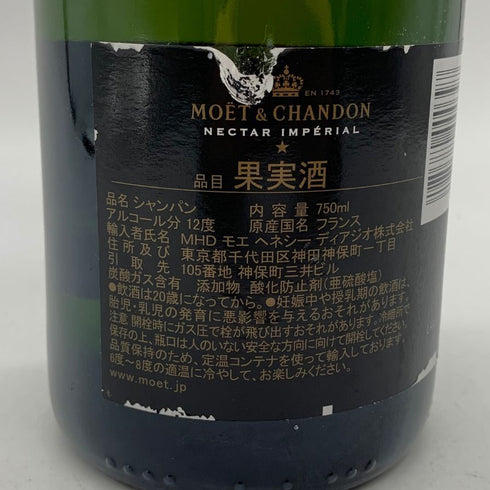 EN 1743
MOËT & CHANDON
NECTAR IMPÉRIAL
品目 果実酒
品名 シャンパン 内容量 750ml
アルコール分 12度 原産国名 フランス
輸入者氏名 MHD モエ ヘネシー ディアジオ株式会社
住所及び 東京都千代田区神田神保町一丁目
引取先 105番地 神保町三井ビル
炭酸ガス含有 添加物 酸化防止剤(亜硫酸塩)
●飲酒は20歳になってから。●妊娠中や授乳期の飲酒は、
胎児・乳児の発育に悪影響を与えるおそれがあります。
注意 開栓時にガス圧で栓が飛び出すおそれがあります。冷暗所で
保存の上、瓶口は人のいない安全な方向に向けて開栓してください。
品質保持のため、定温コンテナを使って輸入しております。
6度〜8度の適温に冷やして、お楽しみください。
www.moet.jp